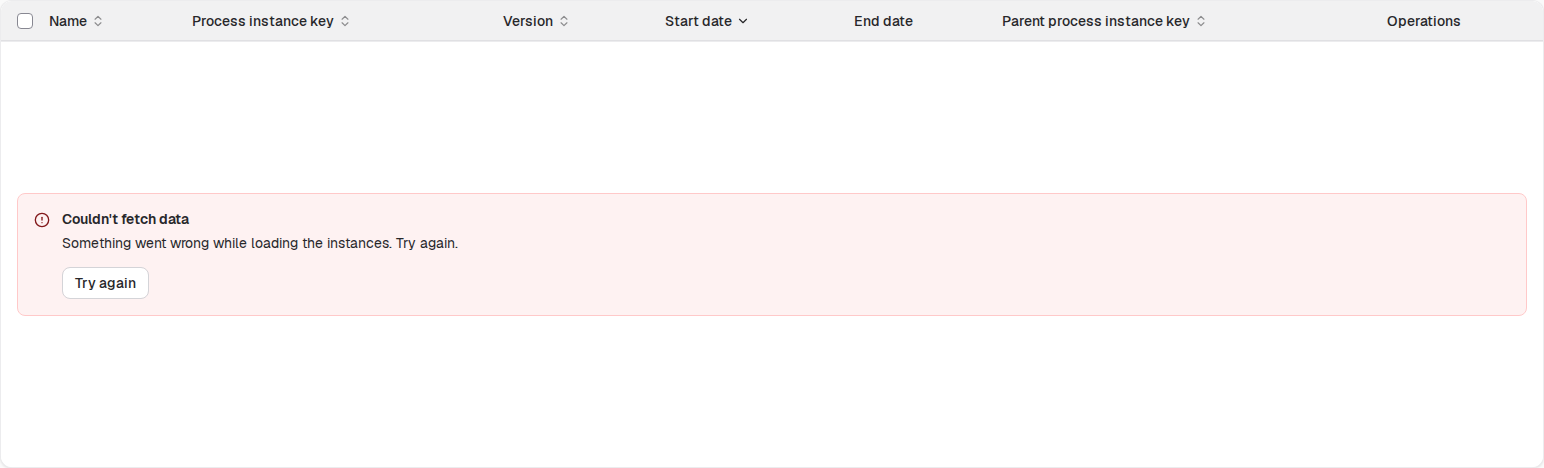 Name Process instance key Version Start date End date Parent process instance key Operations
Couldn't fetch data
Something went wrong while loading the instances. Try again.
Try again